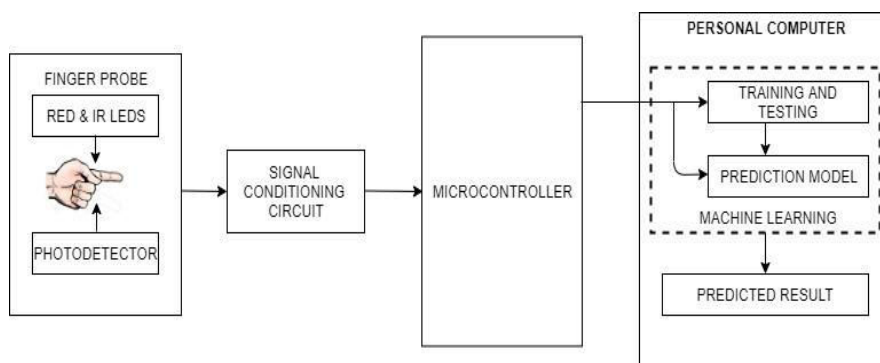 FINGER PROBE
RED & IR LEDS
PHOTODETECTOR
SIGNAL
CONDITIONING
CIRCUIT
MICROCONTROLLER
PERSONAL COMPUTER
TRAINING AND
TESTING
PREDICTION MODEL
MACHINE LEARNING
PREDICTED RESULT